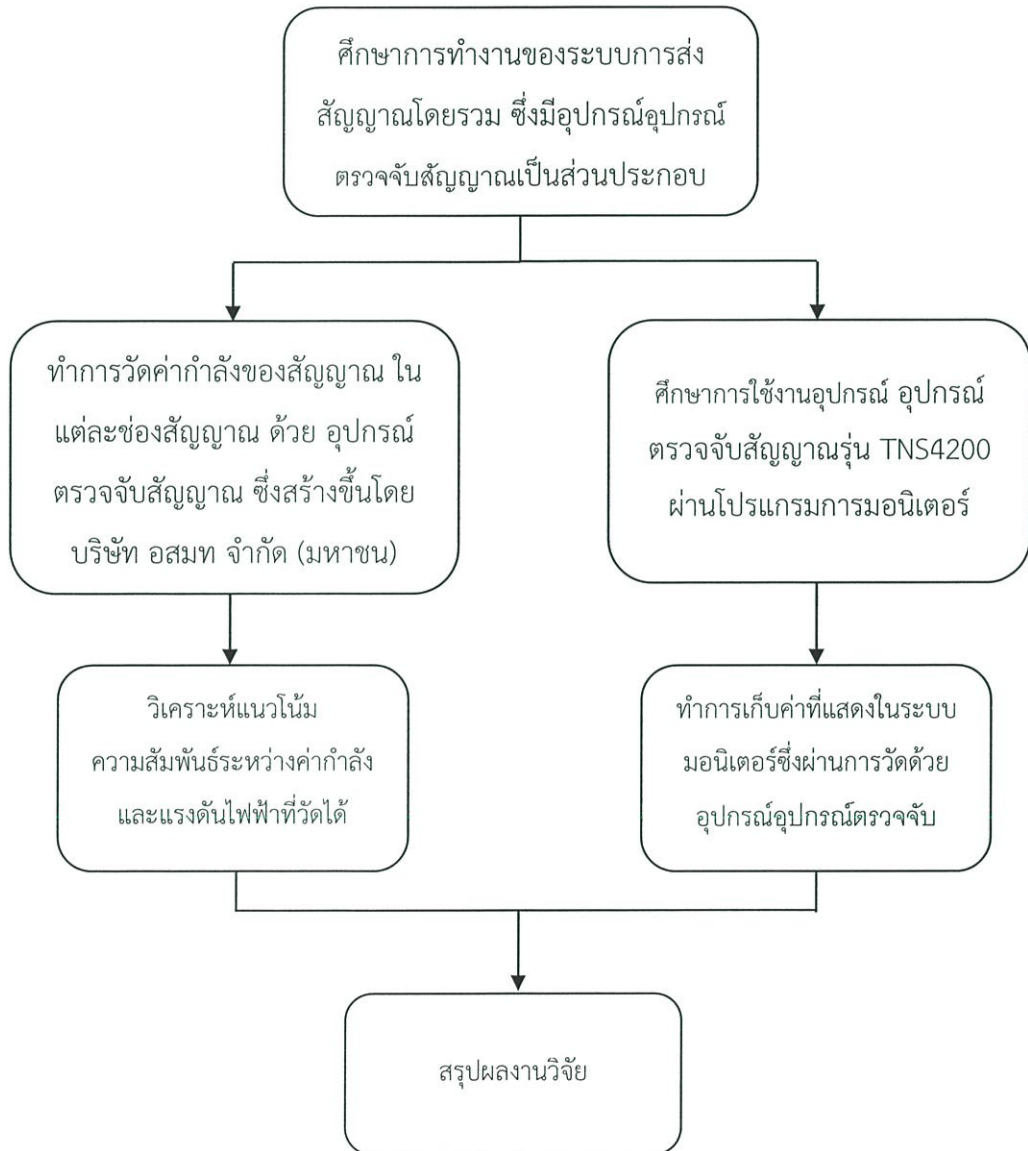 ศึกษาการทำงานของระบบการส่ง
สัญญาณโดยรวม ซึ่งมีอุปกรณ์อุปกรณ์
ตรวจจับสัญญาณเป็นส่วนประกอบ
ทำการวัดค่ากำลังของสัญญาณ ใน
แต่ละช่องสัญญาณ ด้วย อุปกรณ์
ตรวจจับสัญญาณ ซึ่งสร้างขึ้นโดย
บริษัท อสมท จำกัด (มหาชน)
ศึกษาการใช้งานอุปกรณ์ อุปกรณ์
ตรวจจับสัญญาณรุ่น TNS4200
ผ่านโปรแกรมการมอนิเตอร์
วิเคราะห์แนวโน้ม
ความสัมพันธ์ระหว่างค่ากำลัง
และแรงดันไฟฟ้าที่วัดได้
ทำการเก็บค่าที่แสดงในระบบ
มอนิเตอร์ซึ่งผ่านการวัดด้วย
อุปกรณ์อุปกรณ์ตรวจจับ
สรุปผลงานวิจัย